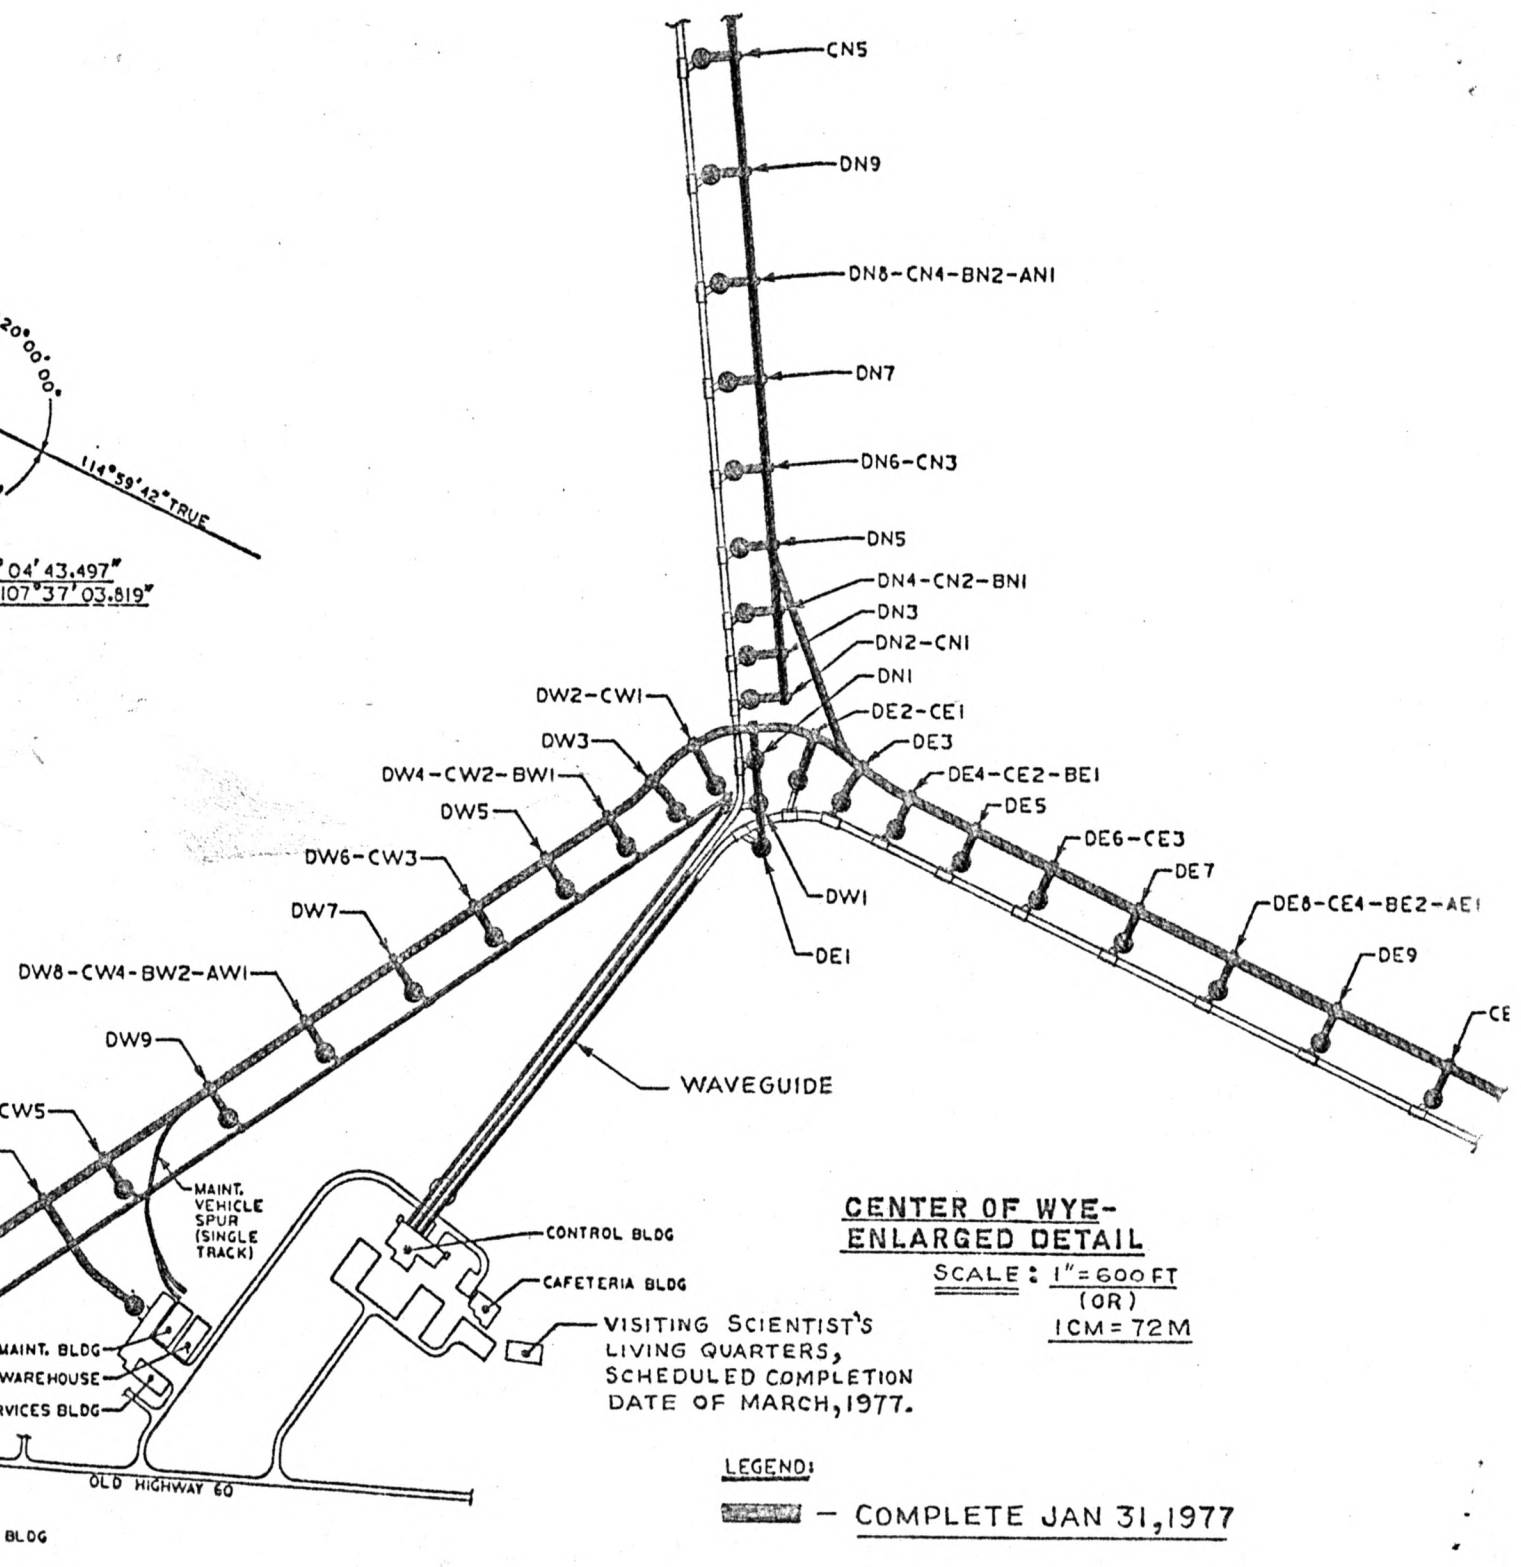 CN5
DN9
DN8-CN4-BN2-AN1
DN7
DN6-CN3
DN5
DN4-CN2-BN1
DN3
DN2-CN1
DN1
DE2-CE1
DE3
DE4-CE2-BE1
DE5
DE6-CE3
DE7
DE8-CE4-BE2-AE1
DE9
CE
20°00'00"
114°59'42" TRUE
04'43.497"
107°37'03.819"
DW2-CW1
DW3
DW4-CW2-BW1
DW5
DW6-CW3
DW7
DW8-CW4-BW2-AW1
DW9
CW5
DW1
DE1
WAVEGUIDE
MAINT.
VEHICLE
SPUR
(SINGLE
TRACK)
CONTROL BLDG
CAFETERIA BLDG
VISITING SCIENTIST'S
LIVING QUARTERS,
SCHEDULED COMPLETION
DATE OF MARCH, 1977.
MAINT. BLDG
WAREHOUSE
RVICES BLDG
OLD HIGHWAY 60
BLDG
CENTER OF WYE-
ENLARGED DETAIL
SCALE: 1"=600 FT
(OR)
1CM=72M
LEGEND:
- COMPLETE JAN 31, 1977